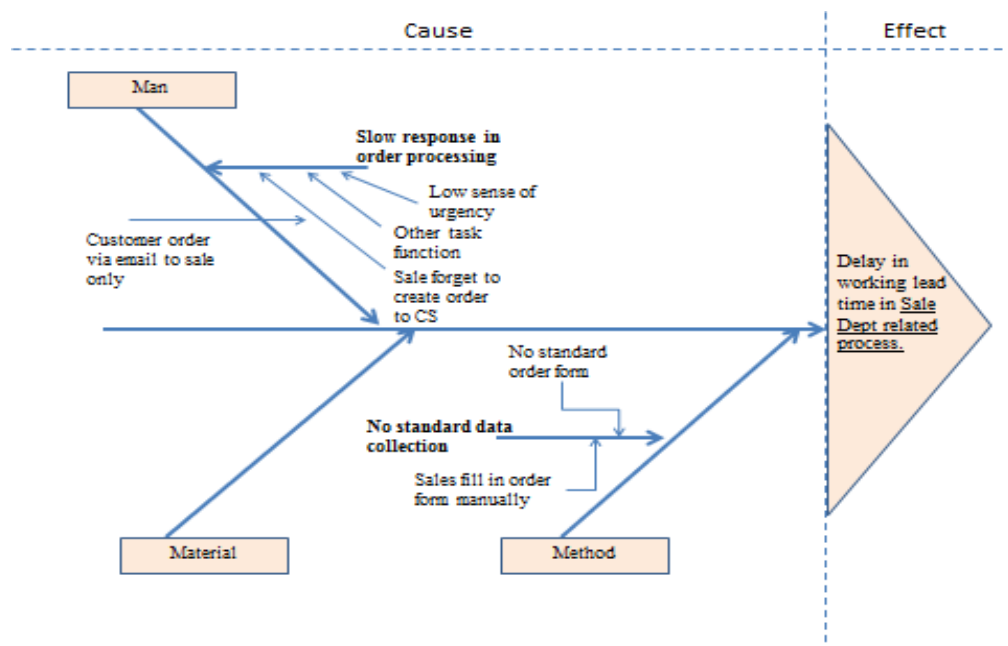 Cause
Effect
Man
Slow response in
order processing
Low sense of
urgency
Other task
function
Sale forget to
create order
to CS
Customer order
via email to sale
only
Delay in
working lead
time in Sale
Dept related
process.
No standard
order form
No standard data
collection
Sales fill in order
form manually
Material
Method